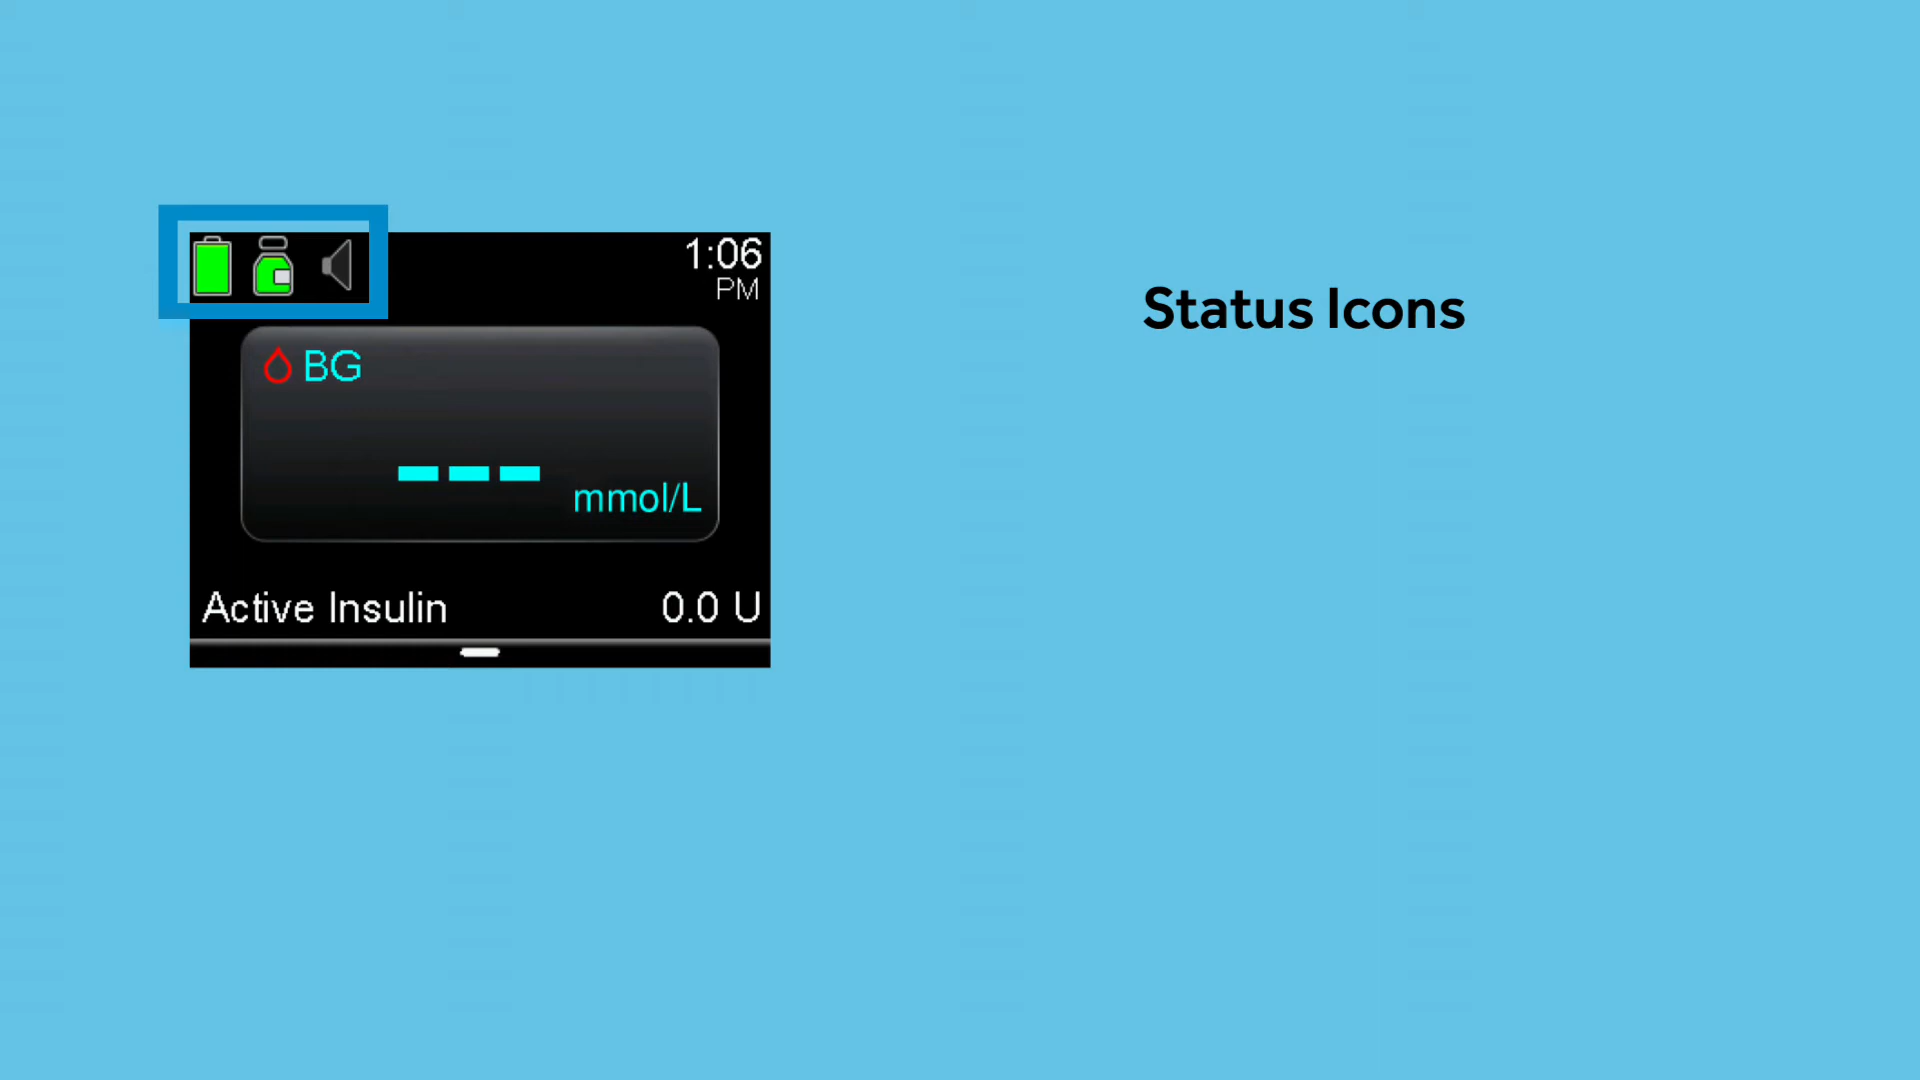 1:06
PM
BG
--- mmol/L
Active Insulin 0.0 U
Status Icons